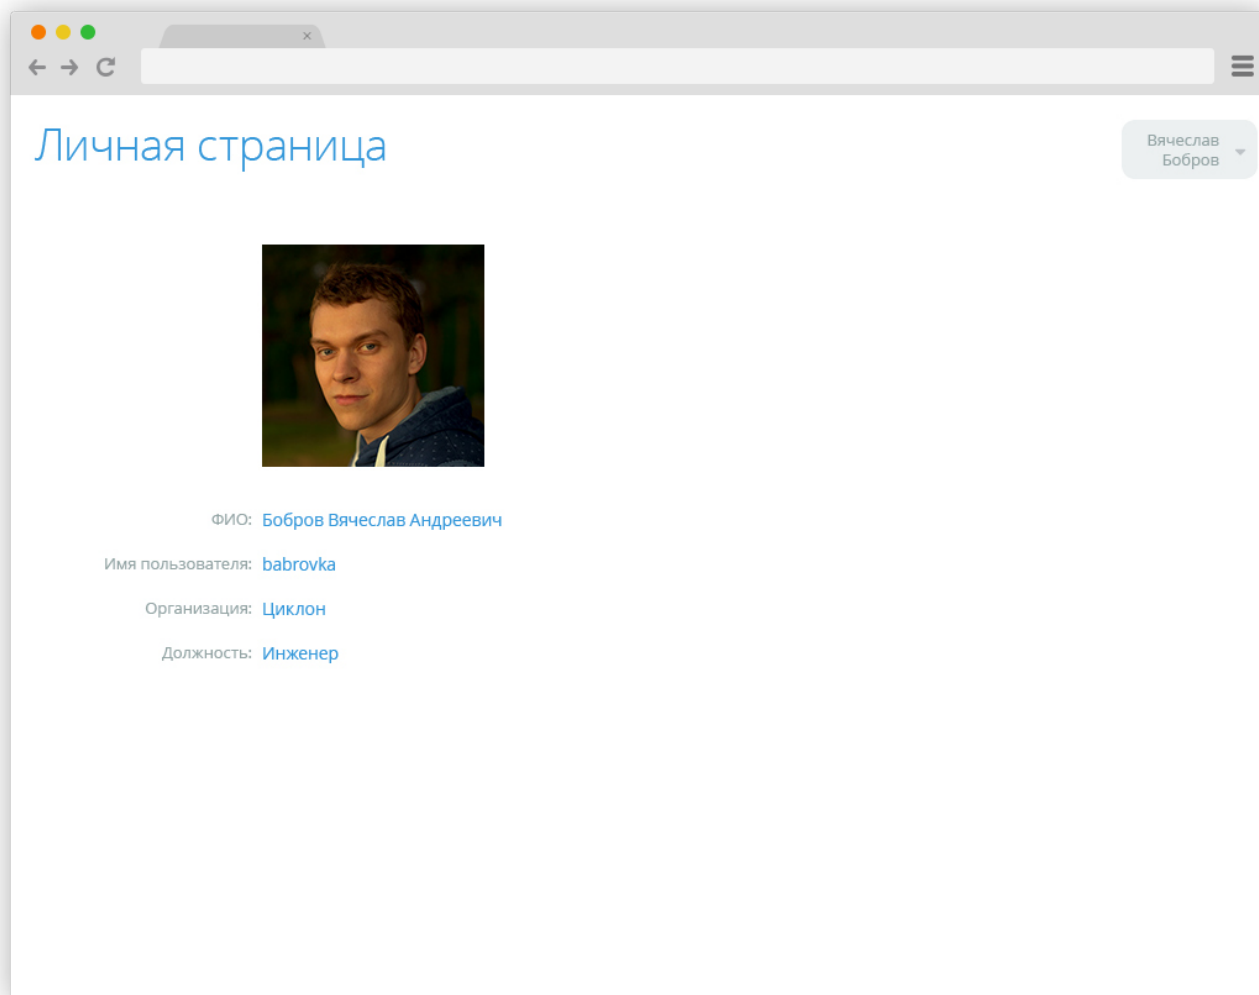 Личная страница
Вячеслав
Бобров
ФИО: Бобров Вячеслав Андреевич
Имя пользователя: babrovka
Организация: Циклон
Должность: Инженер